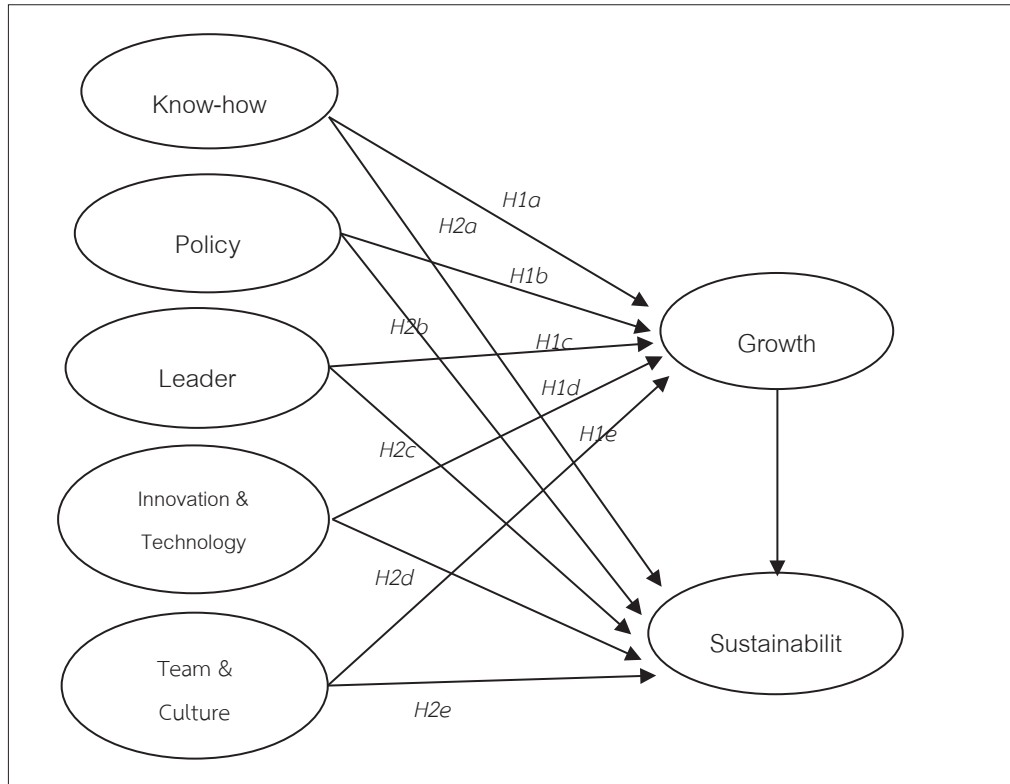 Know-how
H1a
H2a
Policy
H1b
H2b
H1c
Growth
Leader
H1d
H1e
H2c
Innovation &
Technology
H2d
Sustainabilit
Team &
Culture
H2e